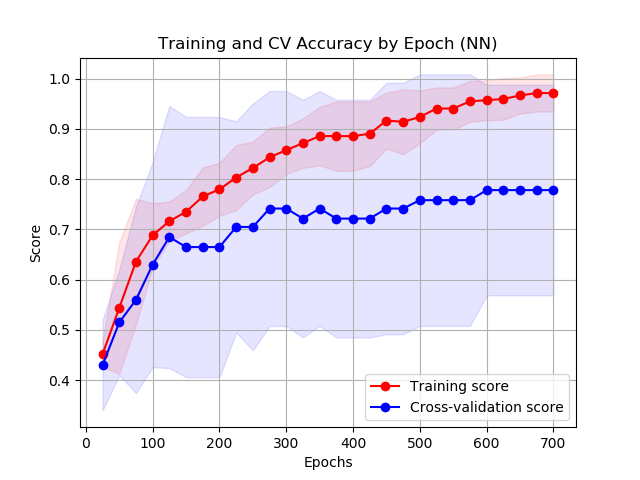 Training and CV Accuracy by Epoch (NN)
1.0
0.9
0.8
0.7
0.6
0.5
0.4
Score
0 100 200 300 400 500 600 700
Epochs
Training score
Cross-validation score